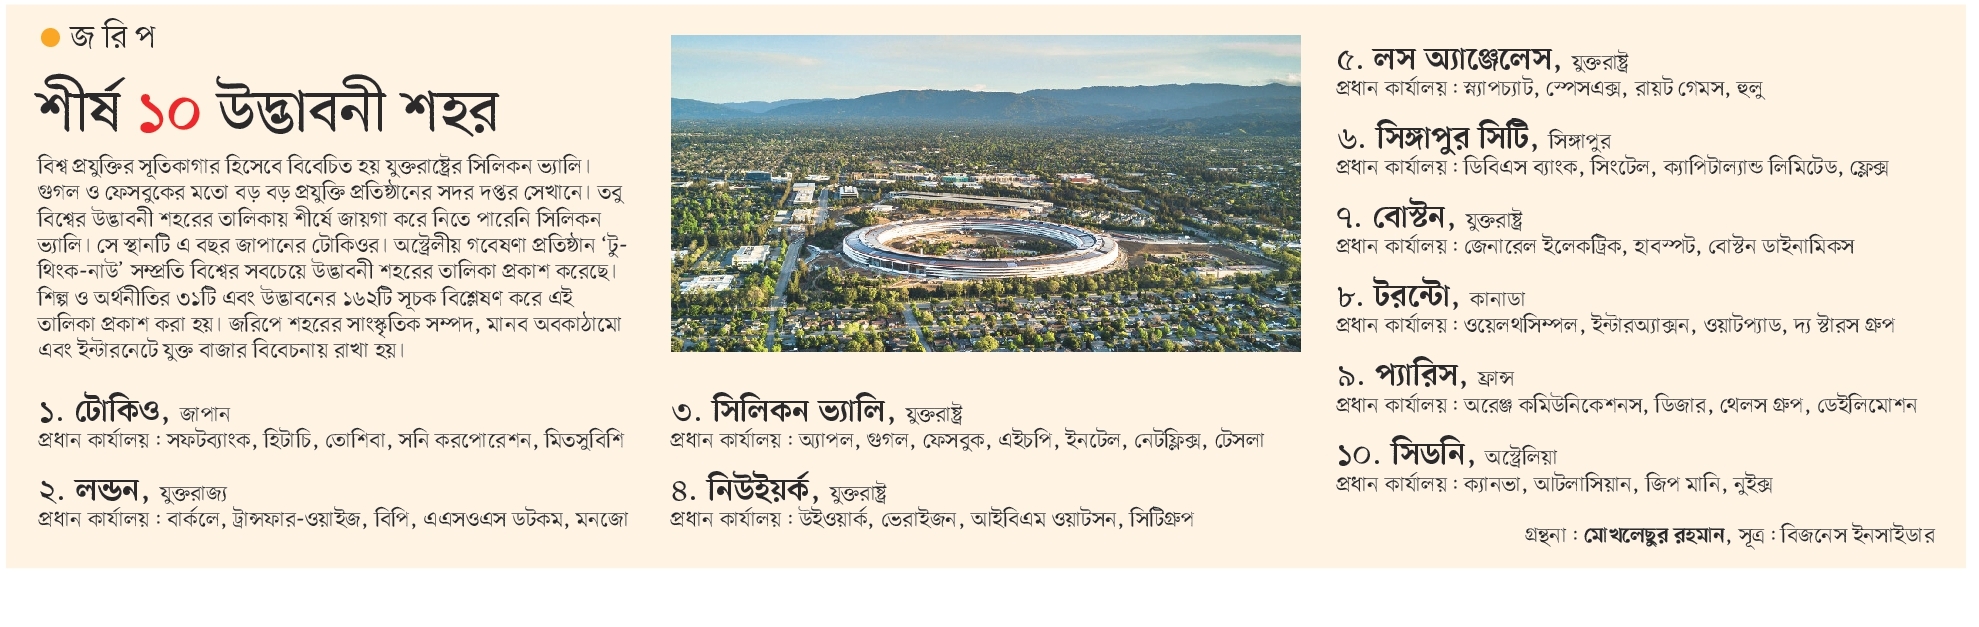 জরিপ
শীর্ষ ১০ উদ্ভাবনী শহর
বিশ্ব প্রযুক্তির সূতিকাগার হিসেবে বিবেচিত হয় যুক্তরাষ্ট্রের সিলিকন ভ্যালি।
গুগল ও ফেসবুকের মতো বড় বড় প্রযুক্তি প্রতিষ্ঠানের সদর দপ্তর সেখানে। তবু
বিশ্বের উদ্ভাবনী শহরের তালিকায় শীর্ষে জায়গা করে নিতে পারেনি সিলিকন
ভ্যালি। সে স্থানটি এ বছর জাপানের টোকিওর। অস্ট্রেলীয় গবেষণা প্রতিষ্ঠান ‘টু-
থিংক-নাউ’ সম্প্রতি বিশ্বের সবচেয়ে উদ্ভাবনী শহরের তালিকা প্রকাশ করেছে।
শিল্প ও অর্থনীতির ৩১টি এবং উদ্ভাবনের ১৬২টি সূচক বিশ্লেষণ করে এই
তালিকা প্রকাশ করা হয়। জরিপে শহরের সাংস্কৃতিক সম্পদ, মানব অবকাঠামো
এবং ইন্টারনেটে যুক্ত বাজার বিবেচনায় রাখা হয়।
১. টোকিও, জাপান
প্রধান কার্যালয় : সফটব্যাংক, হিটাচি, তোশিবা, সনি করপোরেশন, মিতসুবিশি
২. লন্ডন, যুক্তরাজ্য
প্রধান কার্যালয় : বার্কলে, ট্রান্সফার-ওয়াইজ, বিপি, এএসওএস ডটকম, মনজো
৩. সিলিকন ভ্যালি, যুক্তরাষ্ট্র
প্রধান কার্যালয় : অ্যাপল, গুগল, ফেসবুক, এইচপি, ইনটেল, নেটফ্লিক্স, টেসলা
৪. নিউইয়র্ক, যুক্তরাষ্ট্র
প্রধান কার্যালয় : উইওয়ার্ক, ভেরাইজন, আইবিএম ওয়াটসন, সিটিগ্রুপ
৫. লস অ্যাঞ্জেলেস, যুক্তরাষ্ট্র
প্রধান কার্যালয় : স্ন্যাপচ্যাট, স্পেসএক্স, রায়ট গেমস, হুলু
৬. সিঙ্গাপুর সিটি, সিঙ্গাপুর
প্রধান কার্যালয় : ডিবিএস ব্যাংক, সিংটেল, ক্যাপিটাল্যান্ড লিমিটেড, ফ্লেক্স
৭. বোস্টন, যুক্তরাষ্ট্র
প্রধান কার্যালয় : জেনারেল ইলেকট্রিক, হাবস্পট, বোস্টন ডাইনামিকস
৮. টরন্টো, কানাডা
প্রধান কার্যালয় : ওয়েলথসিম্পল, ইন্টারঅ্যাক্সন, ওয়াটপ্যাড, দ্য স্টারস গ্রুপ
৯. প্যারিস, ফ্রান্স
প্রধান কার্যালয় : অরেঞ্জ কমিউনিকেশনস, ডিজার, থেলস গ্রুপ, ডেইলিমোশন
১০. সিডনি, অস্ট্রেলিয়া
প্রধান কার্যালয় : ক্যানভা, আটলাসিয়ান, জিপ মানি, নুইক্স
গ্রন্থনা : মোখলেছুর রহমান, সূত্র : বিজনেস ইনসাইডার